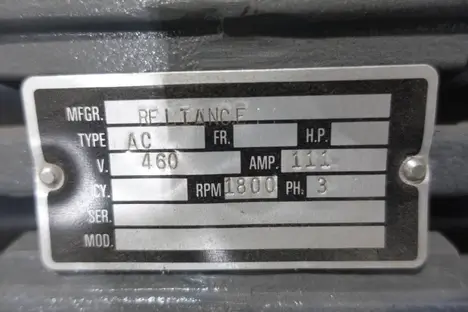 MFGR. RELIANCE
TYPE AC FR. H.P.
V. 460 AMP. 111
CY. RPM 1800 PH. 3
SER.
MOD.